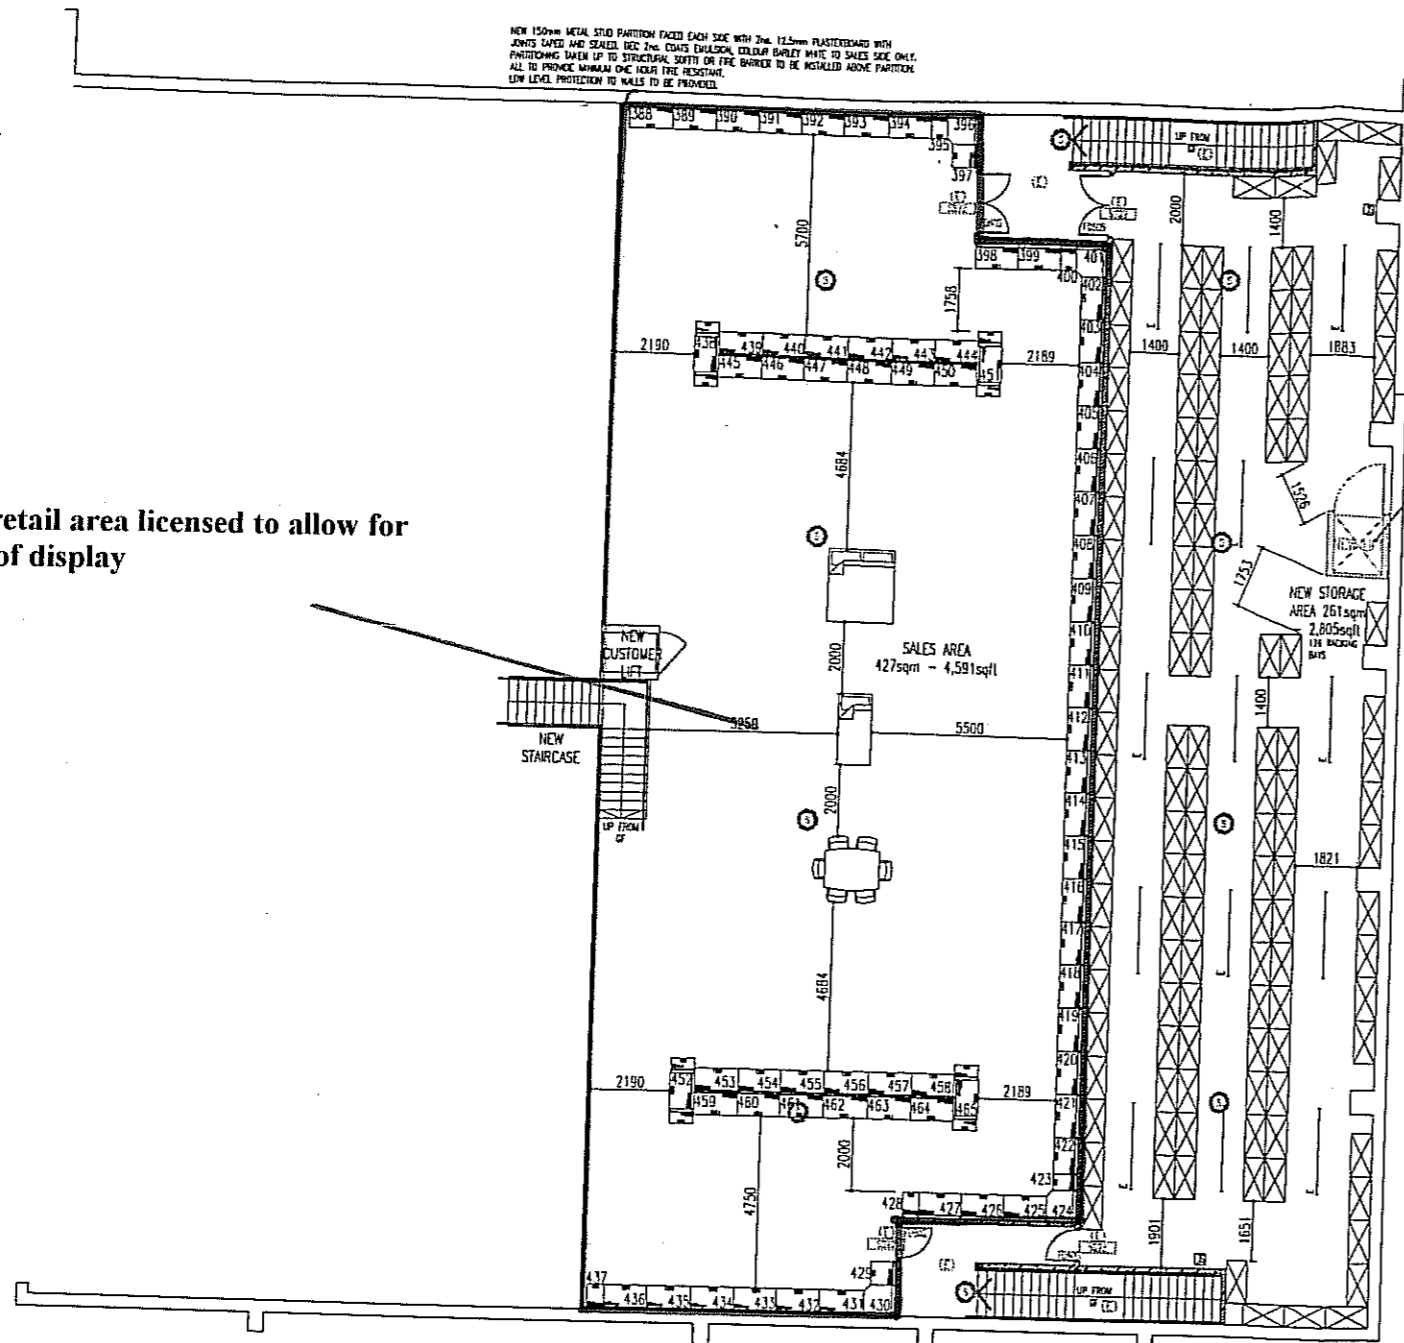 NEW 150mm METAL STUD PARTITION FACED EACH SIDE WITH 2no. 12.5mm PLASTERBOARD WITH
JOINTS TAPED AND SEALED. DEC 2no. COATS EMULSION, COLOUR BARLEY WHITE TO SALES SIDE ONLY.
PARTITIONING TAKEN UP TO STRUCTURAL SOFFIT OR FIRE BARRIER TO BE INSTALLED ABOVE PARTITION.
ALL TO PROVIDE MINIMUM ONE HOUR FIRE RESISTANT.
LOW LEVEL PROTECTION TO WALLS TO BE PROVIDED.
388 389 390 391 392 393 394 396
395
397
UP FROM
(E)
(E)
(E)
(E)
2000
1400
5700
398 399 401
400
402
403
1758
2190
438 439 440 441 442 443 444
445 446 447 448 449 450 451
2189
404
1400
1400
1883
405
406
407
408
409
410
411
412
413
414
415
416
417
418
419
420
421
422
423
4684
1526
1753
retail area licensed to allow for
of display
NEW STORAGE
AREA 261sqm
2,805sqft
RACKING
BAYS
NEW
CUSTOMER
LIFT
2000
SALES AREA
427sqm - 4,591sqft
1400
5500
NEW
STAIRCASE
UP FROM
GF
2000
1821
4684
2190
452 453 454 455 456 457 458
459 460 461 462 463 464 465
2189
2000
4750
428 427 426 425 424
1901
1651
(E)
(E)
(E)
429
437
436 435 434 433 432 431 430
UP FROM
GF (E)